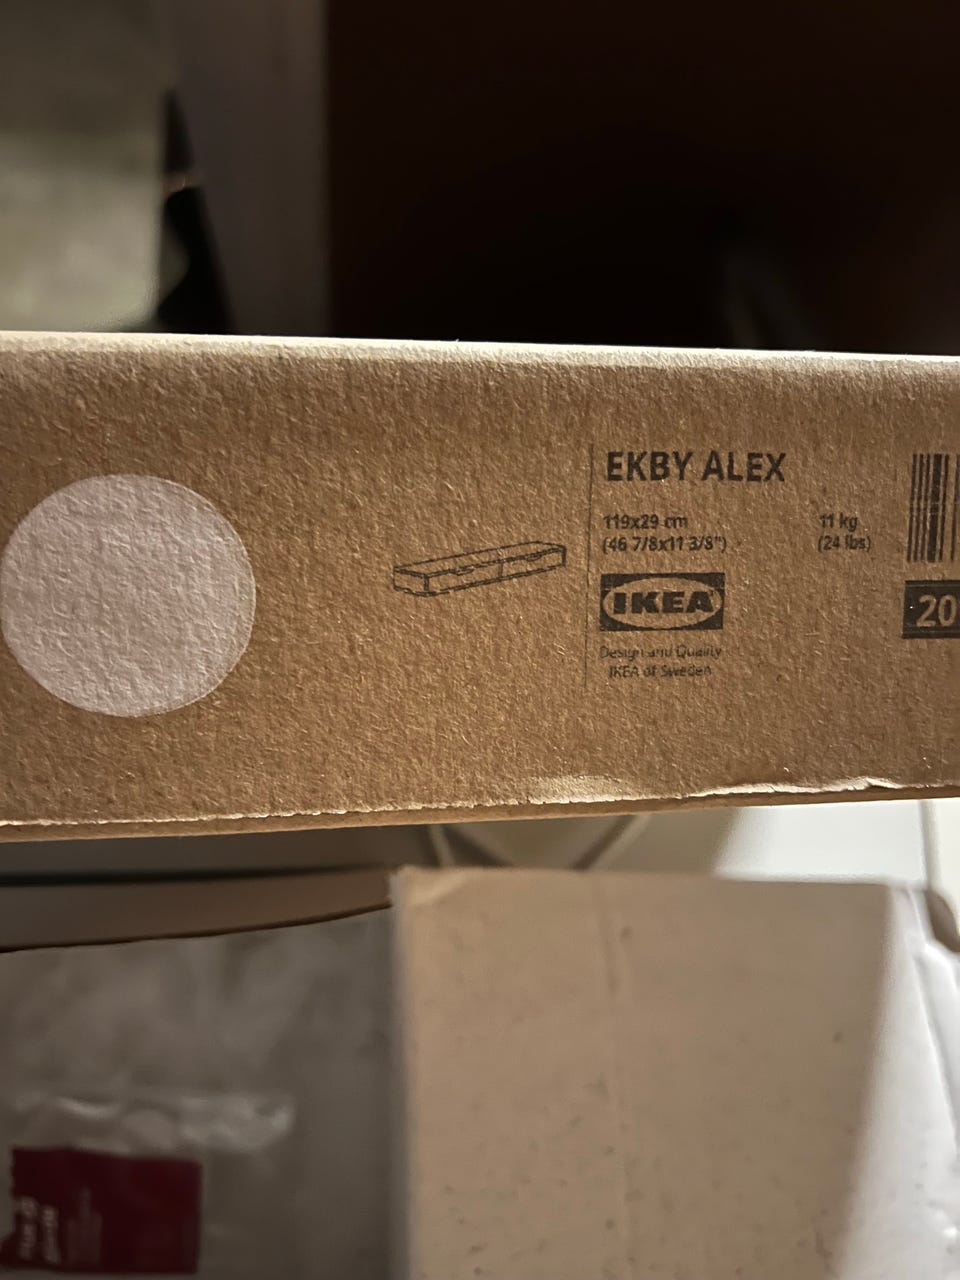 EKBY ALEX
119x29 cm
(46 7/8x11 3/8")
11 kg
(24 lbs)
IKEA
Design and Quality
IKEA of Sweden
20